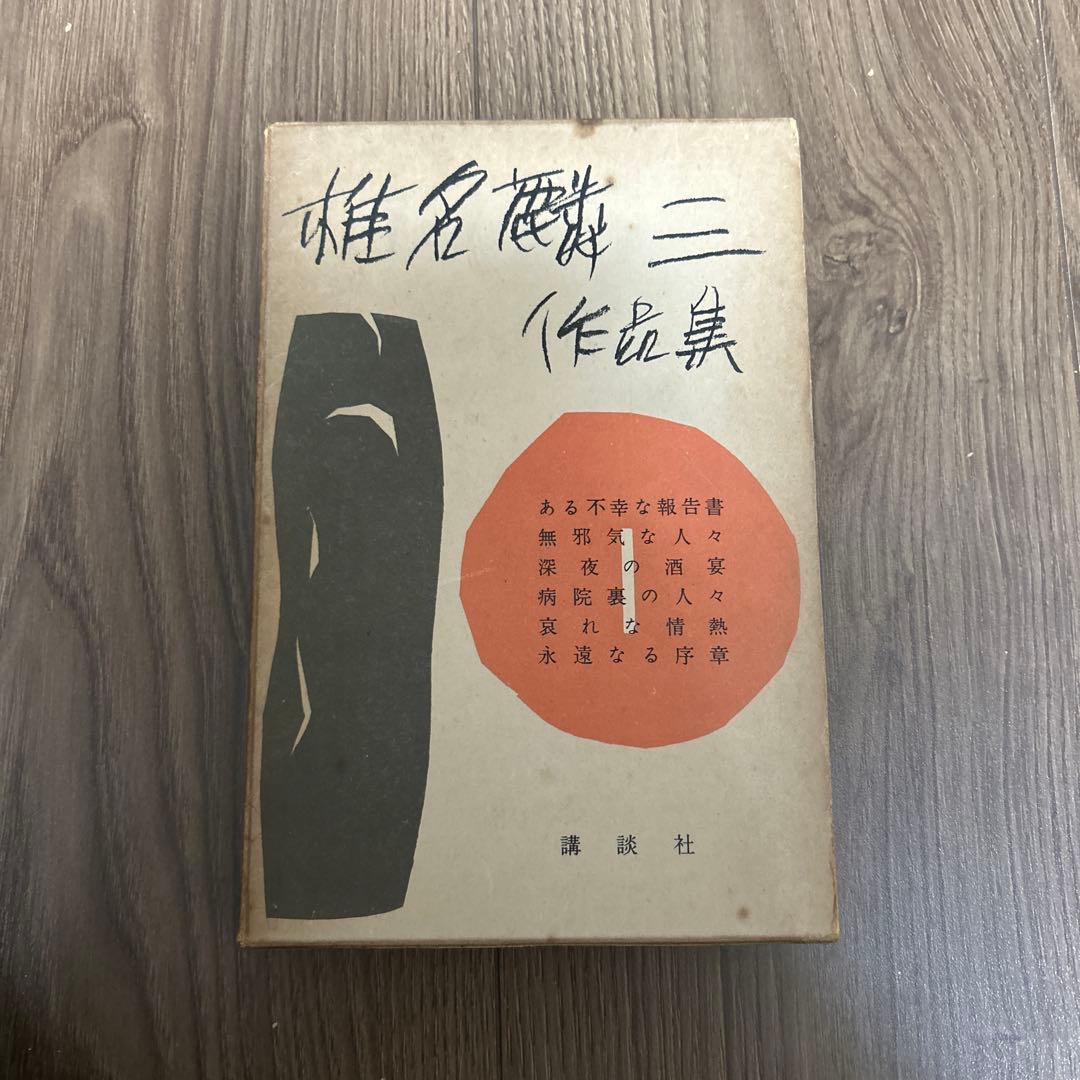 椎名麟三
作品集
ある不幸な報告書
無邪気な人々
深夜の酒宴
病院裏の人々
哀れな情熱
永遠なる序章
講談社